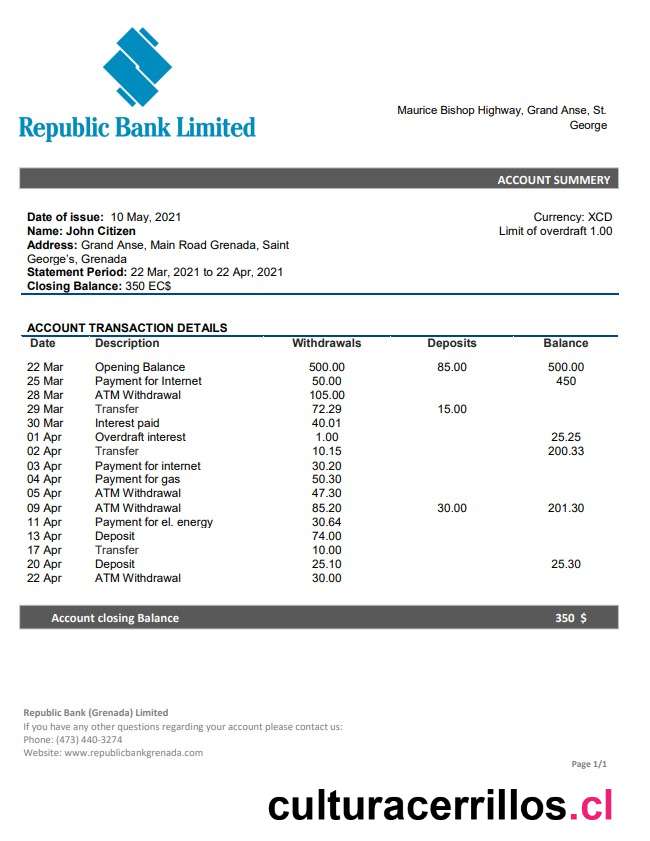 Republic Bank Limited
Maurice Bishop Highway, Grand Anse, St.
George
ACCOUNT SUMMERY
Date of issue: 10 May, 2021
Currency: XCD
Name: John Citizen
Limit of overdraft 1.00
Address: Grand Anse, Main Road Grenada, Saint
George's, Grenada
Statement Period: 22 Mar, 2021 to 22 Apr, 2021
Closing Balance: 350 EC$
ACCOUNT TRANSACTION DETAILS
Date Description Withdrawals Deposits Balance
22 Mar Opening Balance 500.00 85.00 500.00
25 Mar Payment for Internet 50.00 450
28 Mar ATM Withdrawal 105.00
29 Mar Transfer 72.29 15.00
30 Mar Interest paid 40.01
01 Apr Overdraft interest 1.00 25.25
02 Apr Transfer 10.15 200.33
03 Apr Payment for internet 30.20
04 Apr Payment for gas 50.30
05 Apr ATM Withdrawal 47.30
09 Apr ATM Withdrawal 85.20 30.00 201.30
11 Apr Payment for el. energy 30.64
13 Apr Deposit 74.00
17 Apr Transfer 10.00
20 Apr Deposit 25.10 25.30
22 Apr ATM Withdrawal 30.00
Account closing Balance 350 $
Republic Bank (Grenada) Limited
If you have any other questions regarding your account please contact us:
Phone: (473) 440-3274
Website: www.republicbankgrenada.com
Page 1/1
culturacerrillos.cl